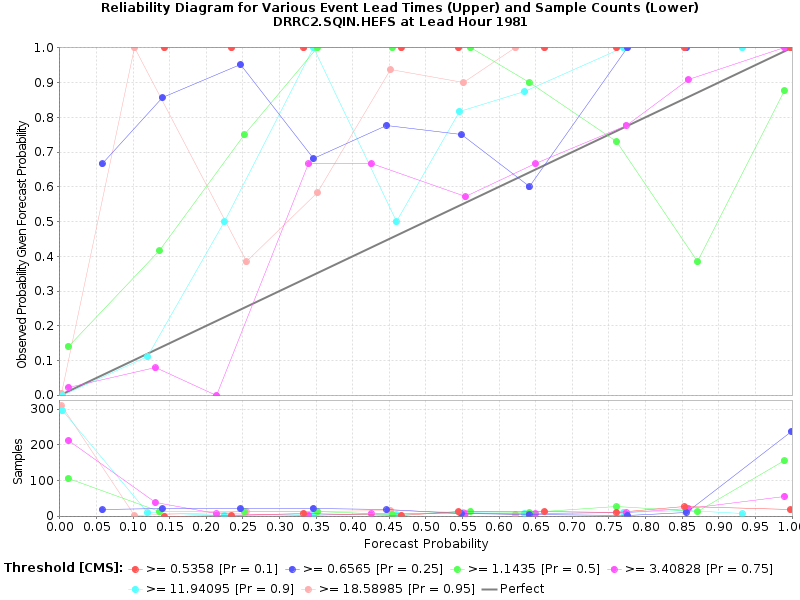 Reliability Diagram for Various Event Lead Times (Upper) and Sample Counts (Lower)
DRRC2.SQIN.HEFS at Lead Hour 1981
Observed Probability Given Forecast Probability
1.0
0.9
0.8
0.7
0.6
0.5
0.4
0.3
0.2
0.1
0.0
Samples
300
200
100
0
0.00 0.05 0.10 0.15 0.20 0.25 0.30 0.35 0.40 0.45 0.50 0.55 0.60 0.65 0.70 0.75 0.80 0.85 0.90 0.95 1.0
Forecast Probability
Threshold [CMS]: >= 0.5358 [Pr = 0.1] >= 0.6565 [Pr = 0.25] >= 1.1435 [Pr = 0.5] >= 3.40828 [Pr = 0.75]
>= 11.94095 [Pr = 0.9] >= 18.58985 [Pr = 0.95] Perfect